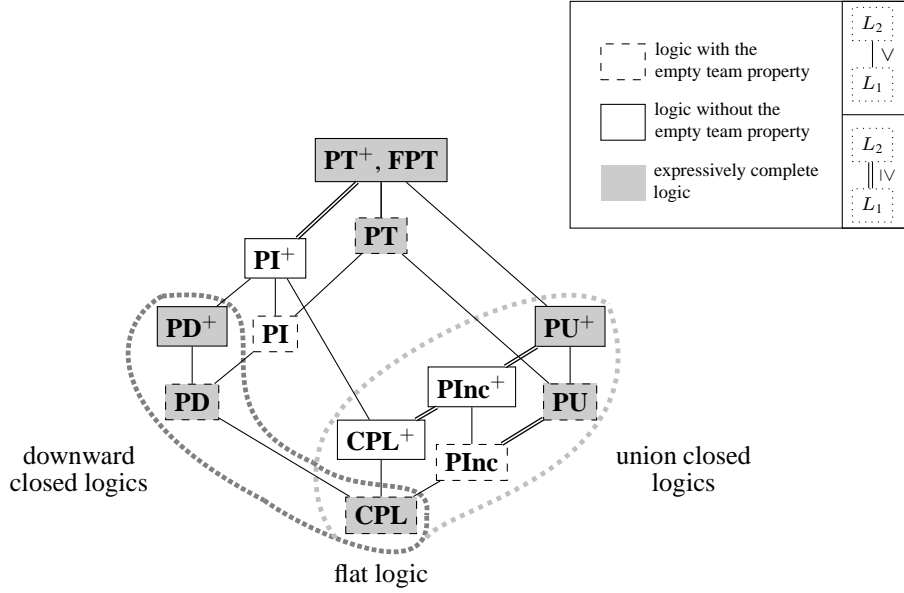 logic with the
empty team property
logic without the
empty team property
expressively complete
logic
L₂
∨
L₁
L₂
|∨
L₁
PT⁺, FPT
PT
PI⁺
PD⁺
PI
PU⁺
PInc⁺
PD
PU
CPL⁺
PInc
downward
closed logics
union closed
logics
CPL
flat logic